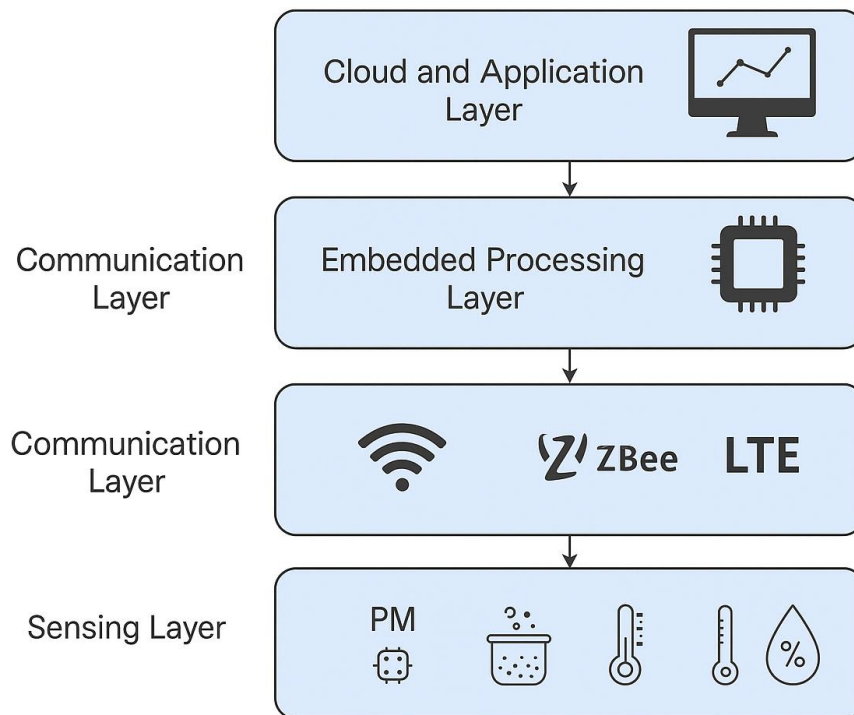 Cloud and Application
Layer
Communication
Layer
Embedded Processing
Layer
Communication
Layer
ZBee
LTE
Sensing Layer
PM
%